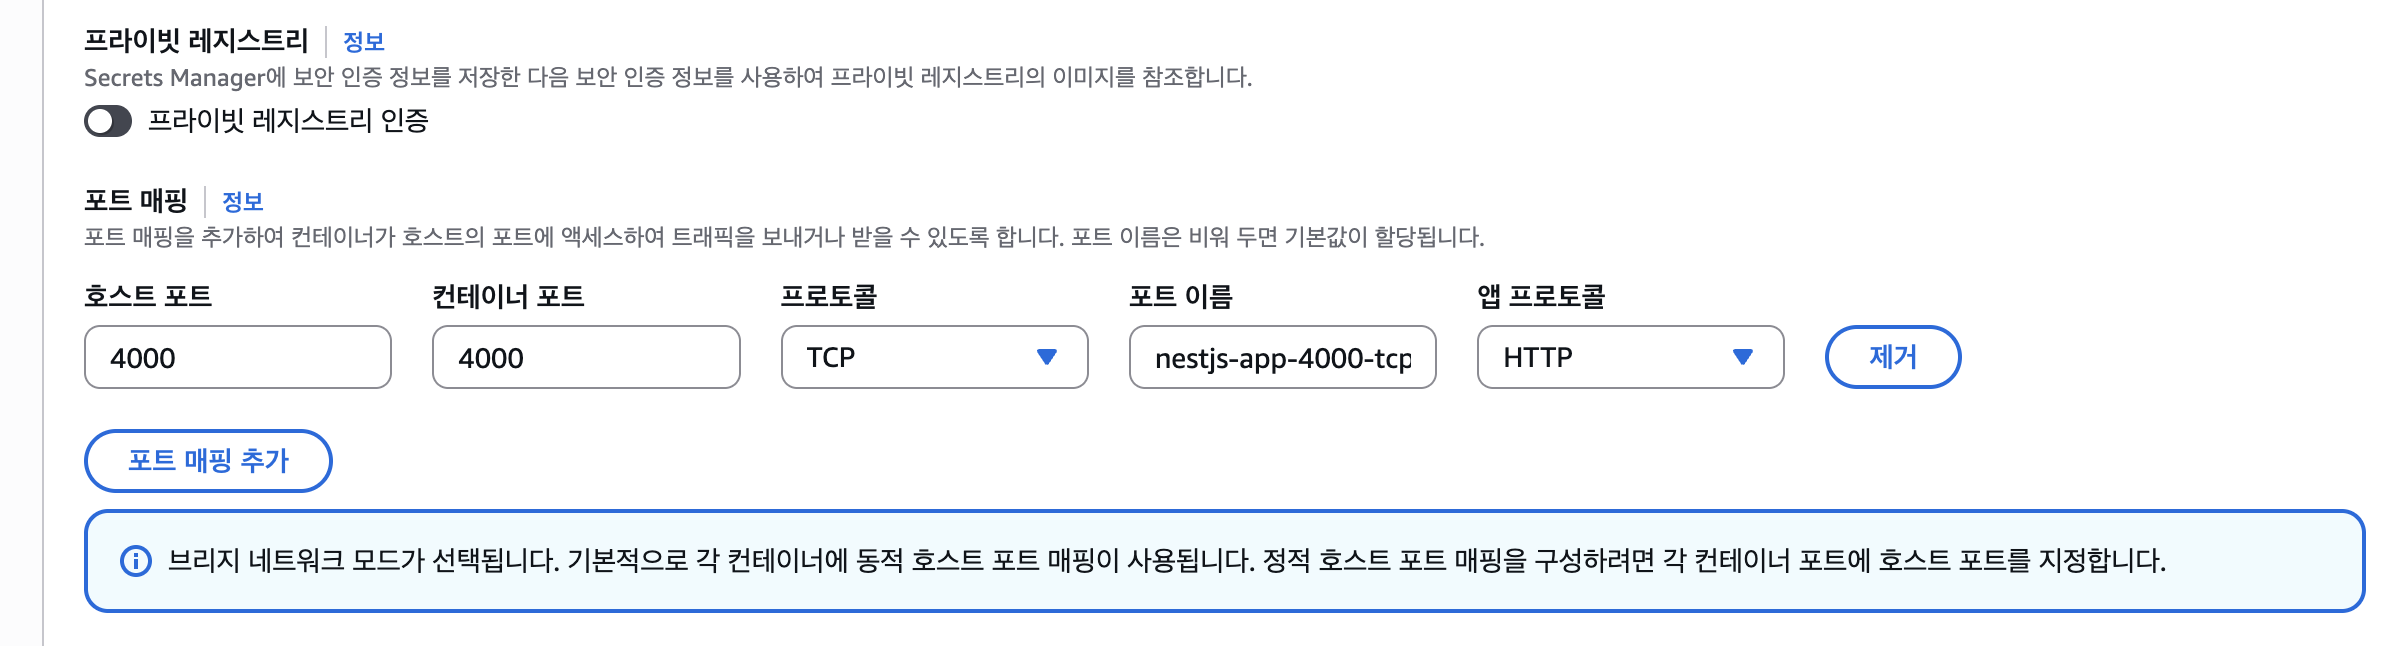 프라이빗 레지스트리 정보
Secrets Manager에 보안 인증 정보를 저장한 다음 보안 인증 정보를 사용하여 프라이빗 레지스트리의 이미지를 참조합니다.
프라이빗 레지스트리 인증
포트 매핑 정보
포트 매핑을 추가하여 컨테이너가 호스트의 포트에 액세스하여 트래픽을 보내거나 받을 수 있도록 합니다. 포트 이름은 비워 두면 기본값이 할당됩니다.
호스트 포트 컨테이너 포트 프로토콜 포트 이름 앱 프로토콜
4000 4000 TCP nestjs-app-4000-tcp HTTP 제거
포트 매핑 추가
브리지 네트워크 모드가 선택됩니다. 기본적으로 각 컨테이너에 동적 호스트 포트 매핑이 사용됩니다. 정적 호스트 포트 매핑을 구성하려면 각 컨테이너 포트에 호스트 포트를 지정합니다.